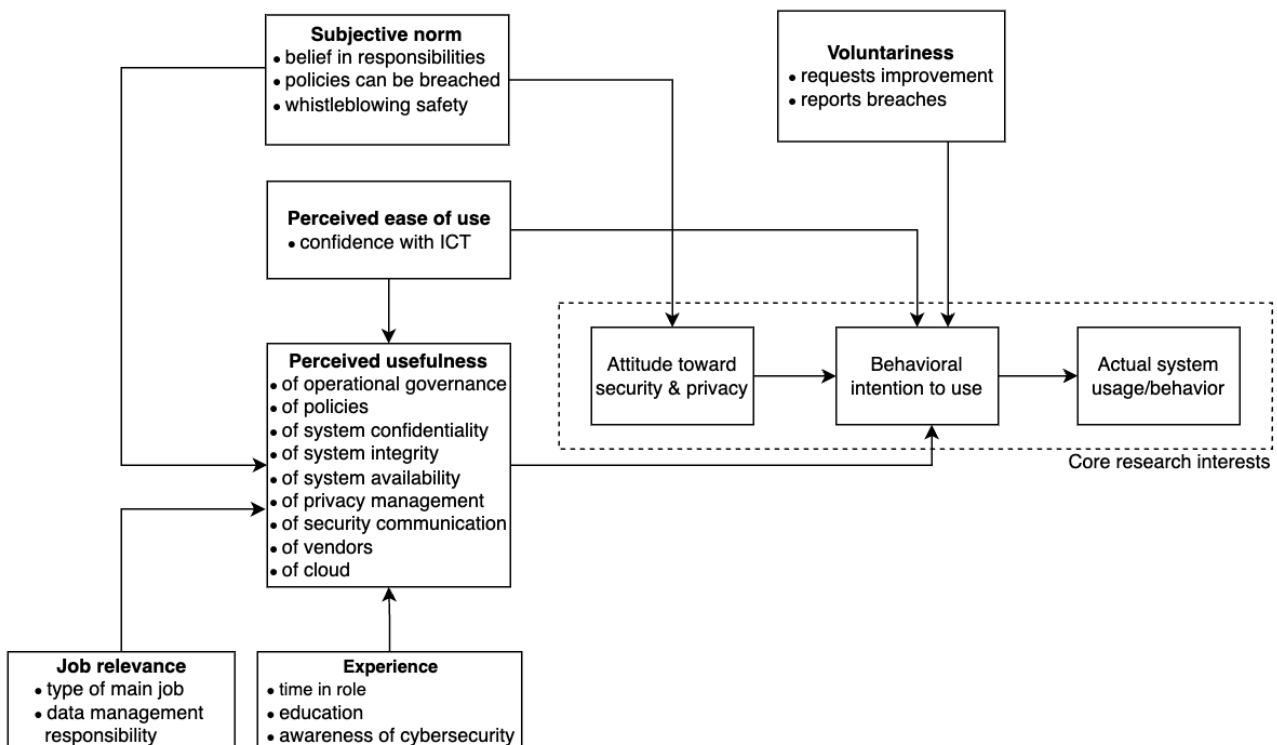 Subjective norm
• belief in responsibilities
• policies can be breached
• whistleblowing safety
Voluntariness
• requests improvement
• reports breaches
Perceived ease of use
• confidence with ICT
Perceived usefulness
• of operational governance
• of policies
• of system confidentiality
• of system integrity
• of system availability
• of privacy management
• of security communication
• of vendors
• of cloud
Attitude toward
security & privacy
Behavioral
intention to use
Actual system
usage/behavior
Core research interests
Job relevance
• type of main job
• data management
responsibility
Experience
• time in role
• education
• awareness of cybersecurity